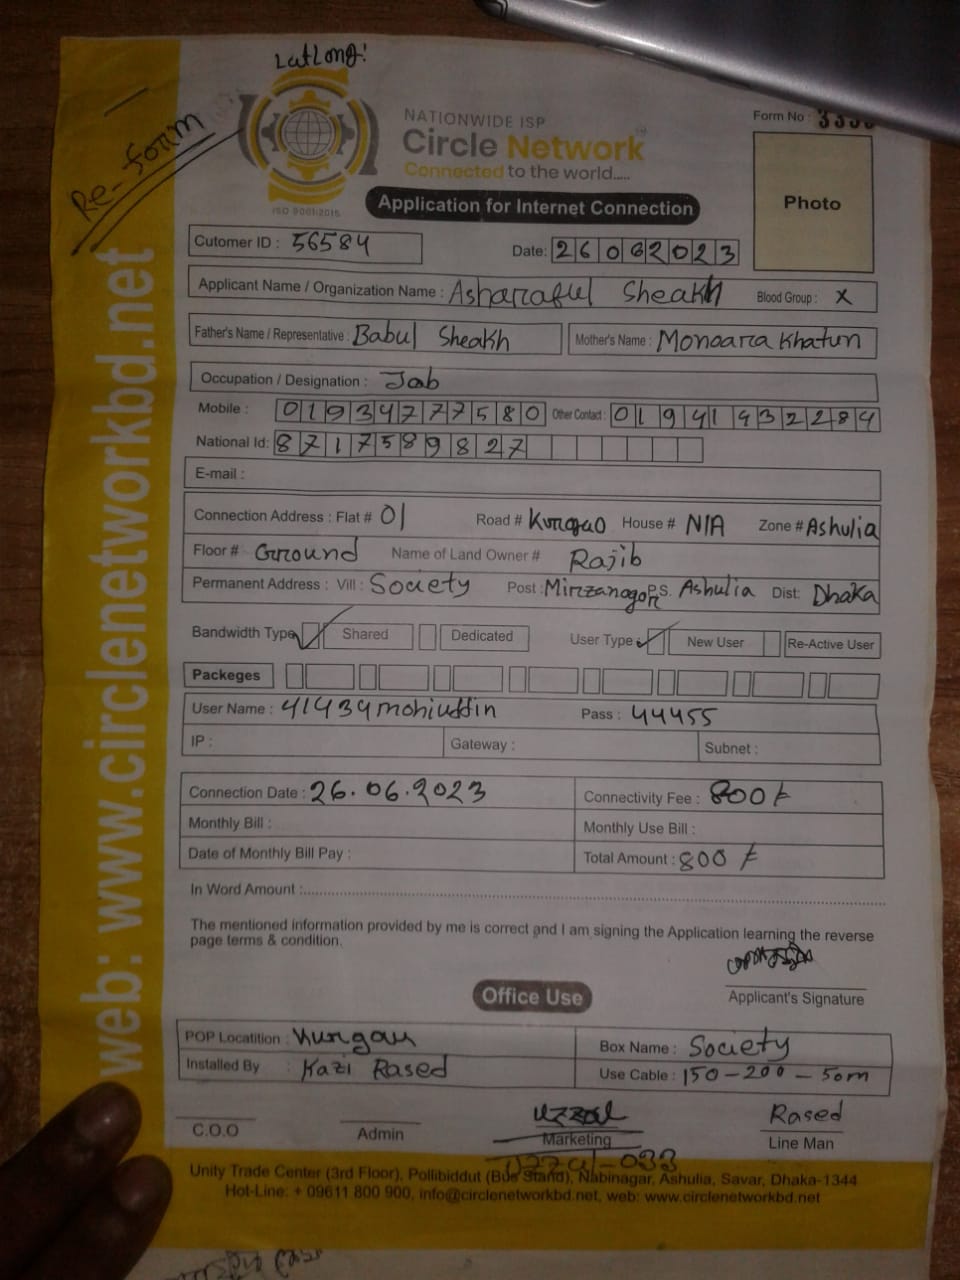 LatLong:
Re-form
NATIONWIDE ISP
Circle Network
Connected to the world.....
ISO 9001:2015
Form No :
Photo
Application for Internet Connection
Cutomer ID : 56584
Date: 26062023
Applicant Name / Organization Name : Asharraful Sheakh Blood Group : X
Father's Name / Representative : Babul Sheakh Mother's Name : Monoarra Khatun
Occupation / Designation : Job
Mobile : 01934777580 Other Contact : 01941932284
National Id: 8717589827
E-mail :
Connection Address : Flat # 01 Road # House # N/A Zone # Ashulia
Floor # Ground Name of Land Owner # Rajib
Permanent Address : Vill : Society Post : P.S. Ashulia Dist: Dhaka
Bandwidth Type Shared Dedicated User Type New User Re-Active User
Packeges
User Name : 41434mohiuddin Pass : 44455
IP : Gateway : Subnet :
Connection Date : 26.06.2023 Connectivity Fee : 800/-
Monthly Bill : Monthly Use Bill :
Date of Monthly Bill Pay : Total Amount : 800/-
In Word Amount :
The mentioned information provided by me is correct and I am signing the Application learning the reverse
page terms & condition.
Applicant's Signature
Office Use
POP Locatition : Kungau Box Name : Society
Installed By : Kazi Rased Use Cable : 150-200-50m
Uzzal Rased
C.O.O Admin Marketing Line Man
Uzzal-033
Unity Trade Center (3rd Floor), Pollibiddut (Bus Stand), Nabinagar, Ashulia, Savar, Dhaka-1344
Hot-Line: + 09611 800 900, info@circlenetworkbd.net, web: www.circlenetworkbd.net
web: www.circlenetworkbd.net